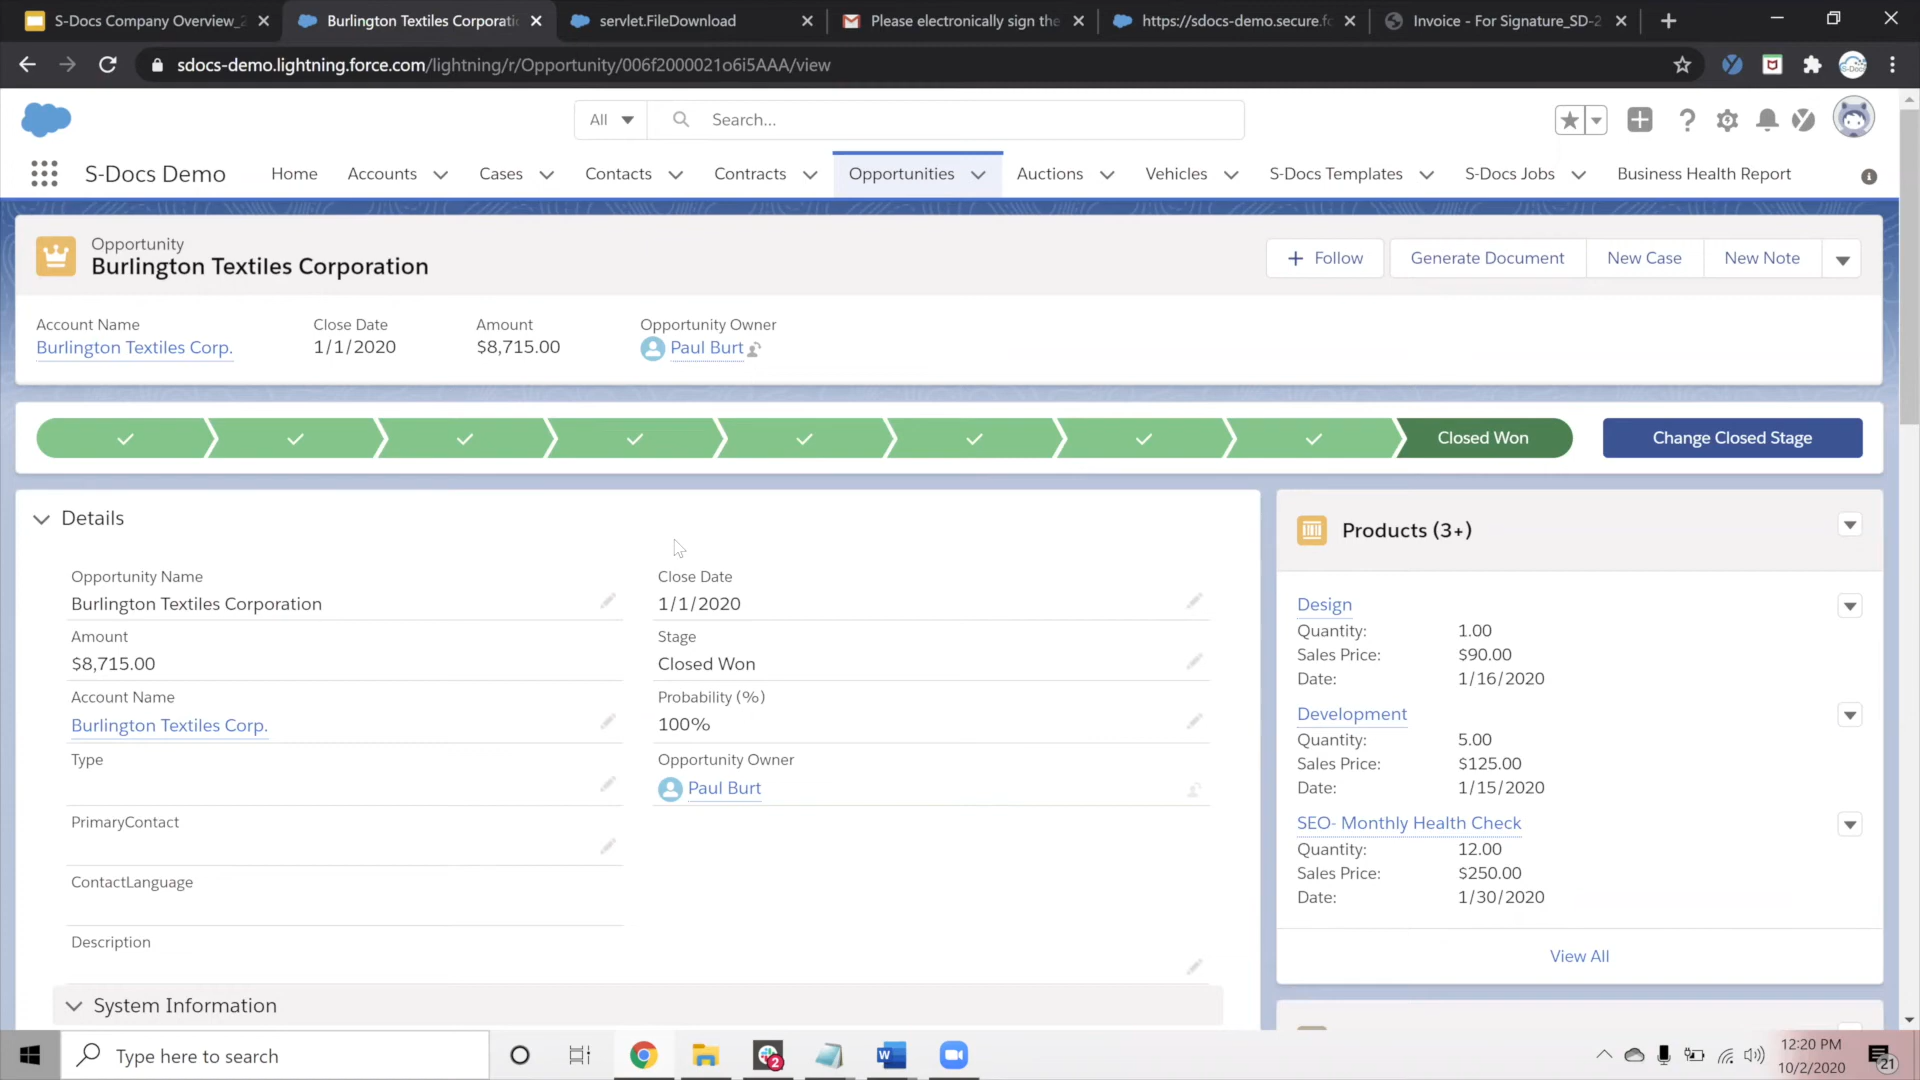 S-Docs Company Overview_2
Burlington Textiles Corporati
servlet.FileDownload
Please electronically sign the
https://sdocs-demo.secure.fo
Invoice - For Signature_SD-2
sdocs-demo.lightning.force.com/lightning/r/Opportunity/006f2000021o6i5AAA/view
All
Search...
S-Docs Demo
Home
Accounts
Cases
Contacts
Contracts
Opportunities
Auctions
Vehicles
S-Docs Templates
S-Docs Jobs
Business Health Report
Opportunity
Burlington Textiles Corporation
Follow
Generate Document
New Case
New Note
Account Name
Burlington Textiles Corp.
Close Date
1/1/2020
Amount
$8,715.00
Opportunity Owner
Paul Burt
Closed Won
Change Closed Stage
Details
Opportunity Name
Burlington Textiles Corporation
Close Date
1/1/2020
Amount
$8,715.00
Stage
Closed Won
Account Name
Burlington Textiles Corp.
Probability (%)
100%
Type
Opportunity Owner
Paul Burt
PrimaryContact
ContactLanguage
Description
System Information
Products (3+)
Design
Quantity: 1.00
Sales Price: $90.00
Date: 1/16/2020
Development
Quantity: 5.00
Sales Price: $125.00
Date: 1/15/2020
SEO- Monthly Health Check
Quantity: 12.00
Sales Price: $250.00
Date: 1/30/2020
View All
Type here to search
2
12:20 PM
10/2/2020
21